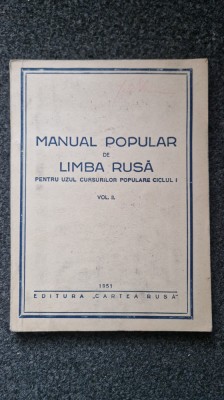 MANUAL POPULAR
DE
LIMBA RUSĂ
PENTRU UZUL CURSURILOR POPULARE CICLUL I
VOL. II.
1951
EDITURA „CARTEA RUSĂ"